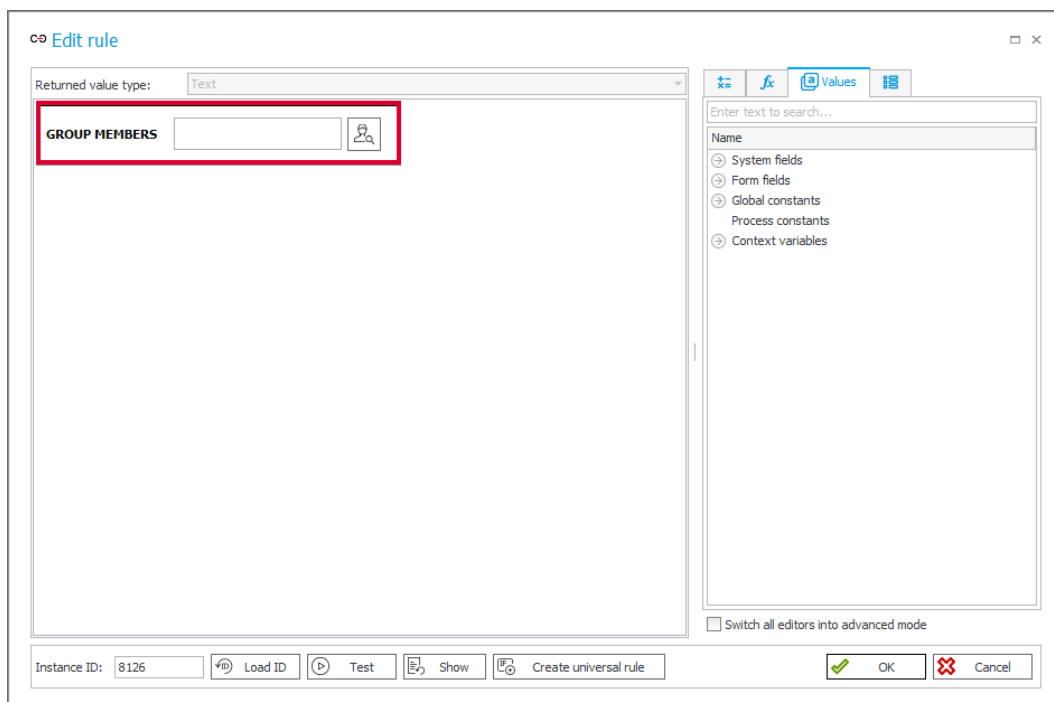 Edit rule
Returned value type: Text
GROUP MEMBERS
fx Values
Enter text to search...
Name
System fields
Form fields
Global constants
Process constants
Context variables
Switch all editors into advanced mode
Instance ID: 8126 Load ID Test Show Create universal rule OK Cancel